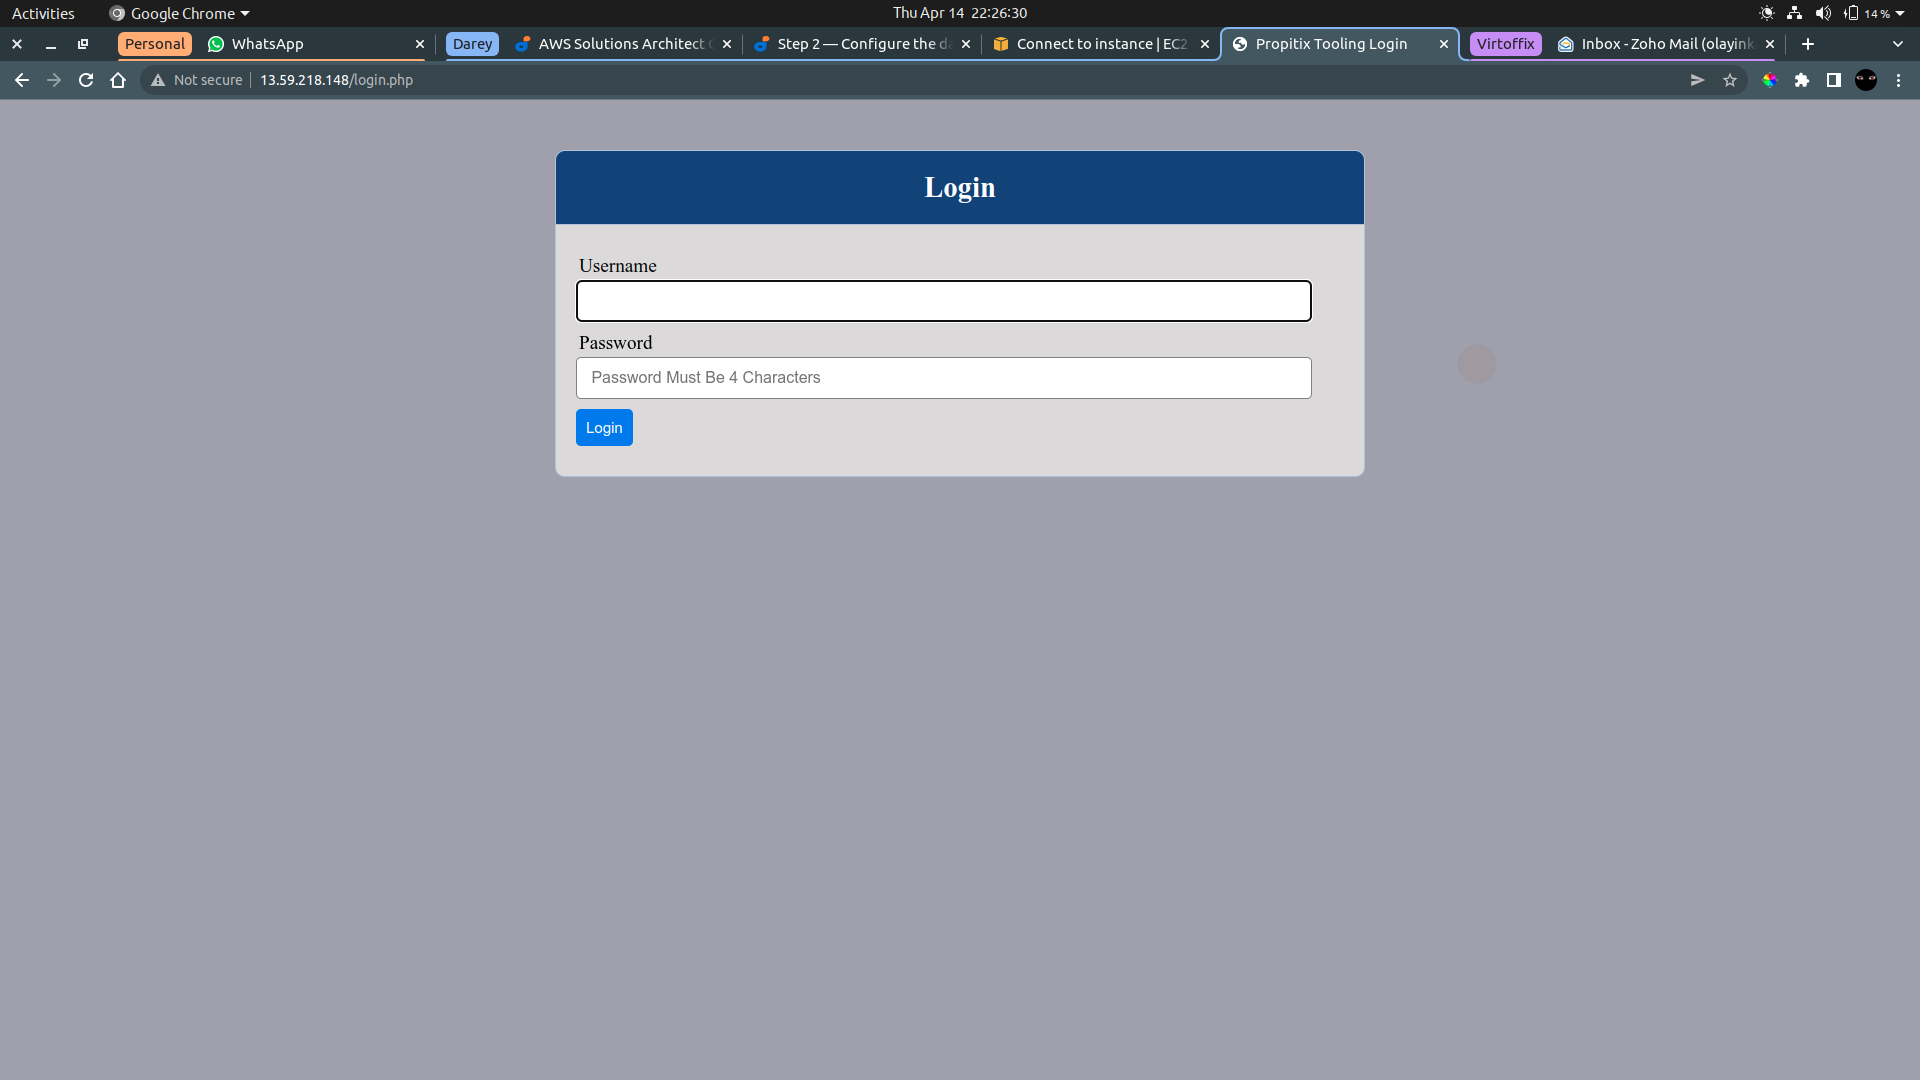 Activities
Google Chrome
Thu Apr 14 22:26:30
14 %
Personal
WhatsApp
Darey
AWS Solutions Architect
Step 2 — Configure the da
Connect to instance | EC2
Propitix Tooling Login
Virtoffix
Inbox - Zoho Mail (olayink
Not secure
13.59.218.148/login.php
Login
Username
Password
Password Must Be 4 Characters
Login